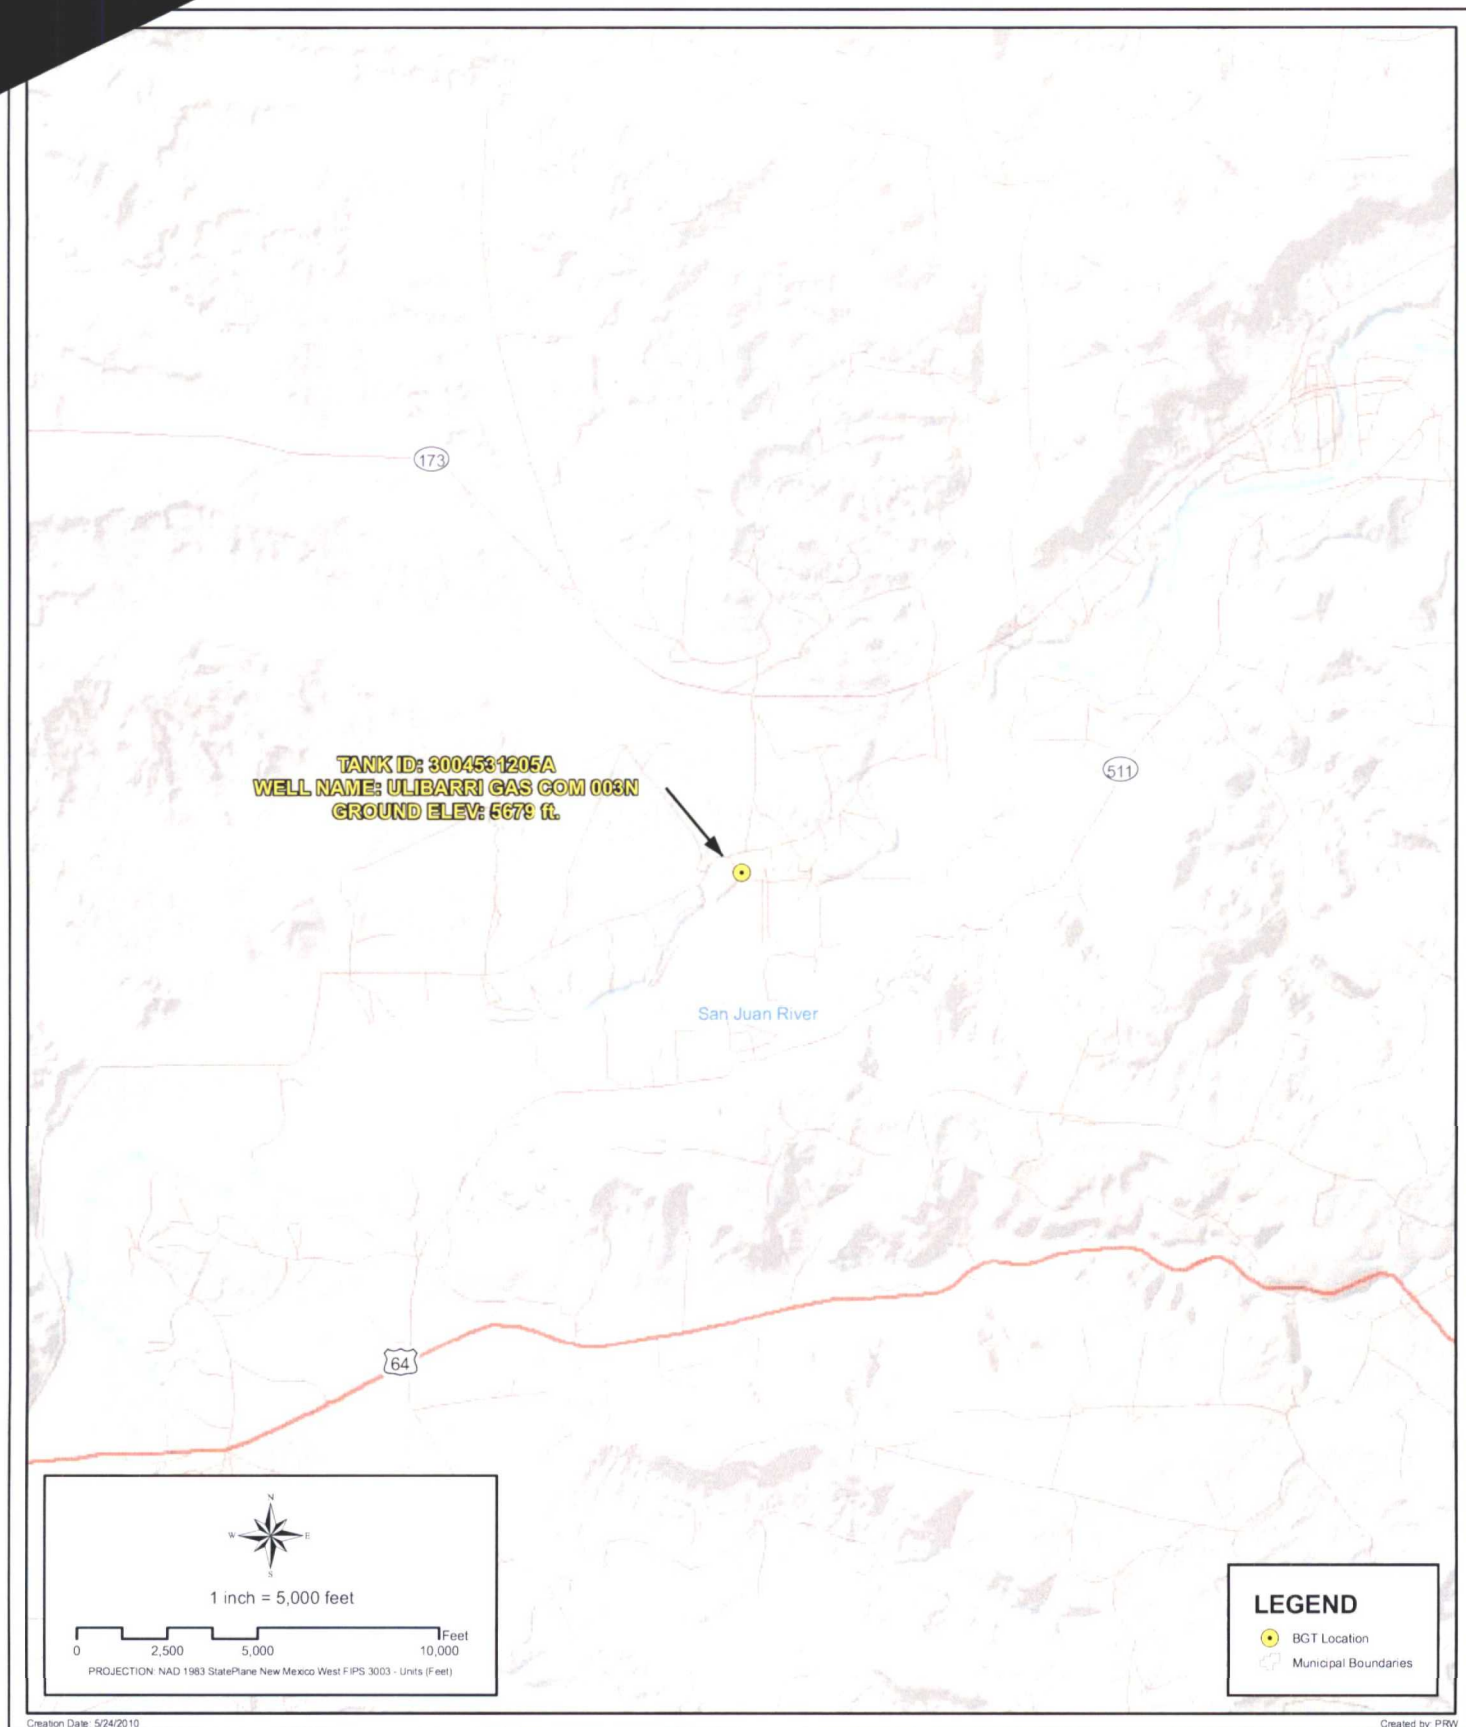 173
TANK ID: 3004531205A
WELL NAME: ULIBARRI GAS COM 003N
GROUND ELEV: 5679 ft.
511
San Juan River
64
N
W E
S
1 inch = 5,000 feet
Feet
0 2,500 5,000 10,000
PROJECTION: NAD 1983 StatePlane New Mexico West FIPS 3003 - Units (Feet)
LEGEND
BGT Location
Municipal Boundaries
Creation Date: 5/24/2010
Created by: PRW